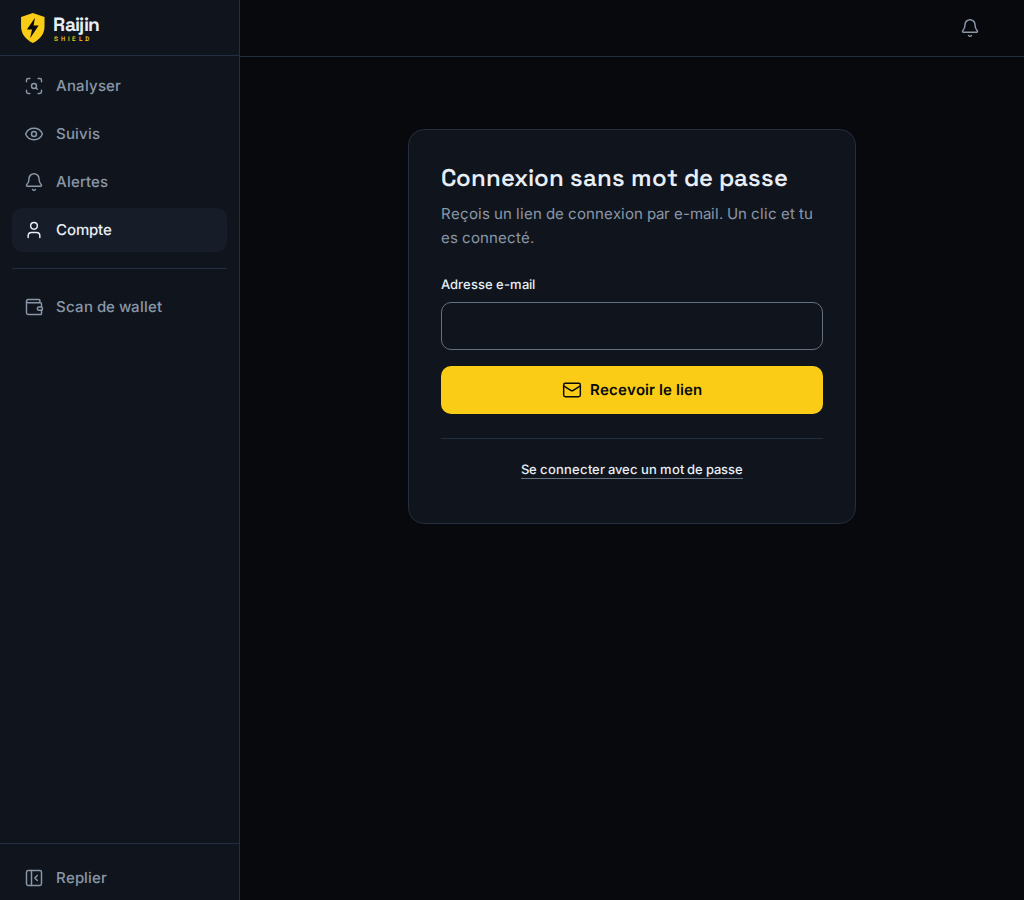 Raijin
SHIELD
Analyser
Suivis
Alertes
Compte
Scan de wallet
Replier
Connexion sans mot de passe
Reçois un lien de connexion par e-mail. Un clic et tu
es connecté.
Adresse e-mail
Recevoir le lien
Se connecter avec un mot de passe